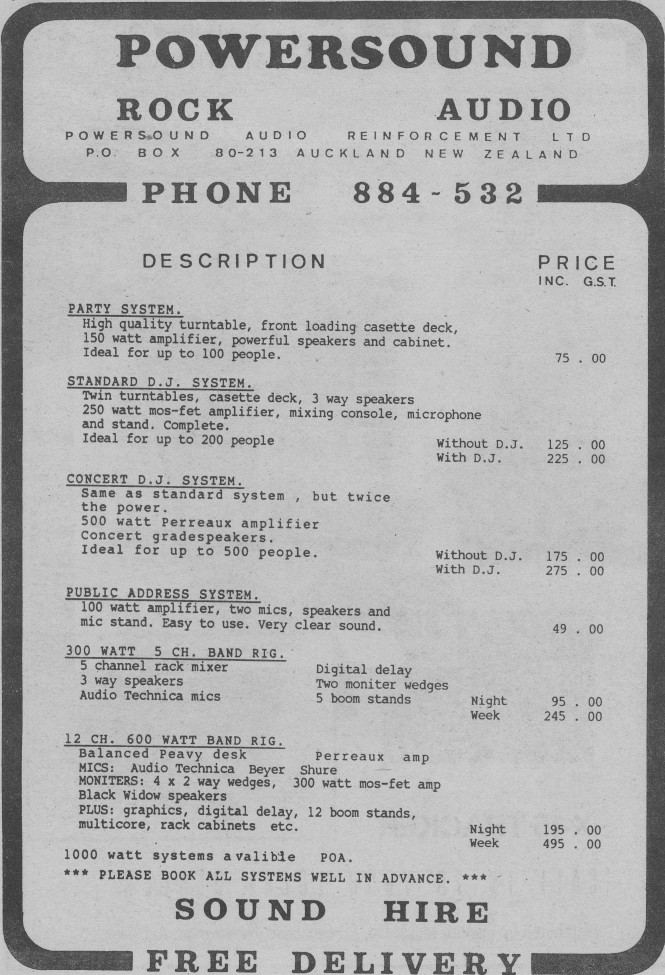 POWERSOUND
ROCK AUDIO
POWERSOUND AUDIO REINFORCEMENT LTD
P.O. BOX 80-213 AUCKLAND NEW ZEALAND
PHONE 884-532
DESCRIPTION PRICE
INC. G.S.T.
PARTY SYSTEM.
High quality turntable, front loading casette deck,
150 watt amplifier, powerful speakers and cabinet.
Ideal for up to 100 people. 75 . 00
STANDARD D.J. SYSTEM.
Twin turntables, casette deck, 3 way speakers
250 watt mos-fet amplifier, mixing console, microphone
and stand. Complete.
Ideal for up to 200 people Without D.J. 125 . 00
With D.J. 225 . 00
CONCERT D.J. SYSTEM.
Same as standard system , but twice
the power.
500 watt Perreaux amplifier
Concert gradespeakers.
Ideal for up to 500 people. Without D.J. 175 . 00
With D.J. 275 . 00
PUBLIC ADDRESS SYSTEM.
100 watt amplifier, two mics, speakers and
mic stand. Easy to use. Very clear sound. 49 . 00
300 WATT 5 CH. BAND RIG.
5 channel rack mixer Digital delay
3 way speakers Two moniter wedges
Audio Technica mics 5 boom stands Night 95 . 00
Week 245 . 00
12 CH. 600 WATT BAND RIG.
Balanced Peavy desk Perreaux amp
MICS: Audio Technica Beyer Shure
MONITERS: 4 x 2 way wedges, 300 watt mos-fet amp
Black Widow speakers
PLUS: graphics, digital delay, 12 boom stands,
multicore, rack cabinets etc. Night 195 . 00
Week 495 . 00
1000 watt systems avalible POA.
*** PLEASE BOOK ALL SYSTEMS WELL IN ADVANCE. ***
SOUND HIRE
FREE DELIVERY